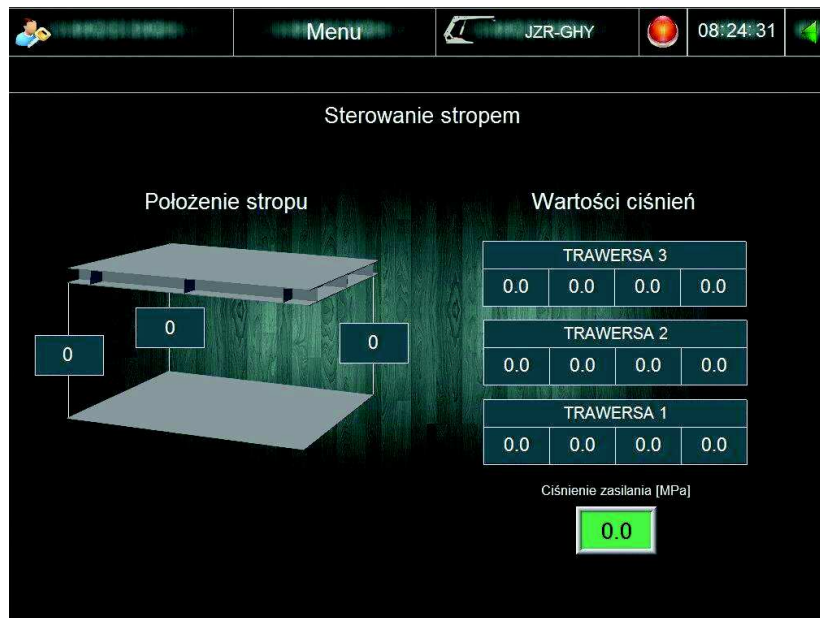 Menu
JZR-GHY
08:24:31
Sterowanie stropem
Położenie stropu
0
0
0
Wartości ciśnień
TRAWERSA 3
0.0 0.0 0.0 0.0
TRAWERSA 2
0.0 0.0 0.0 0.0
TRAWERSA 1
0.0 0.0 0.0 0.0
Ciśnienie zasilania [MPa]
0.0